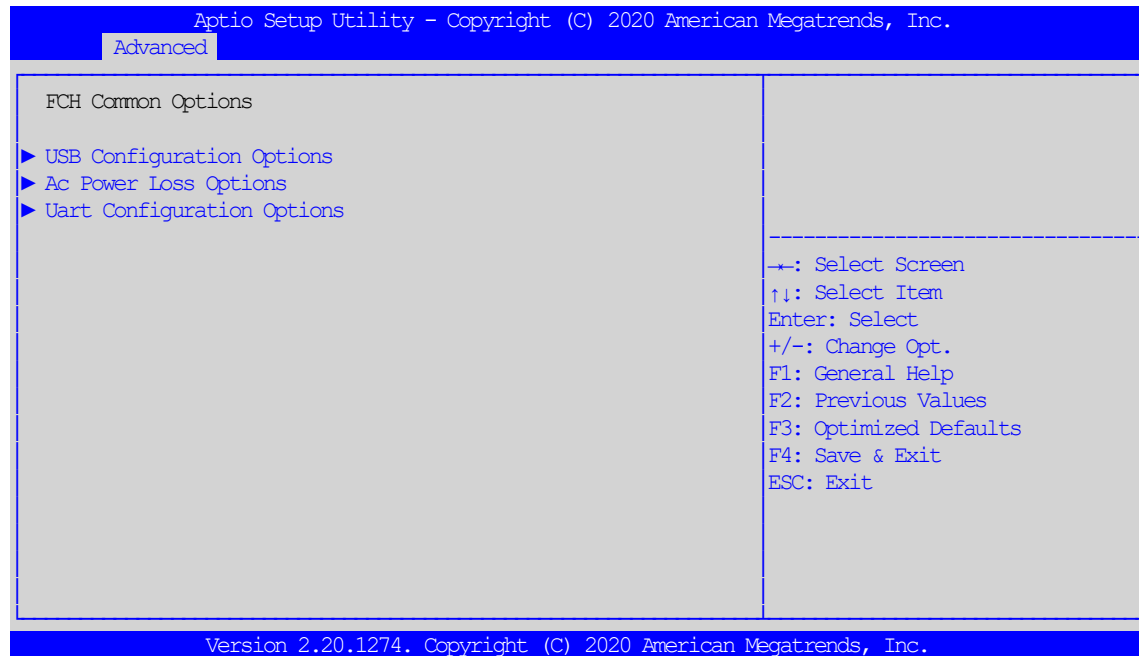 Aptio Setup Utility - Copyright (C) 2020 American Megatrends, Inc.
Advanced
FCH Common Options
► USB Configuration Options
► Ac Power Loss Options
► Uart Configuration Options
→←: Select Screen
↑↓: Select Item
Enter: Select
+/-: Change Opt.
F1: General Help
F2: Previous Values
F3: Optimized Defaults
F4: Save & Exit
ESC: Exit
Version 2.20.1274. Copyright (C) 2020 American Megatrends, Inc.